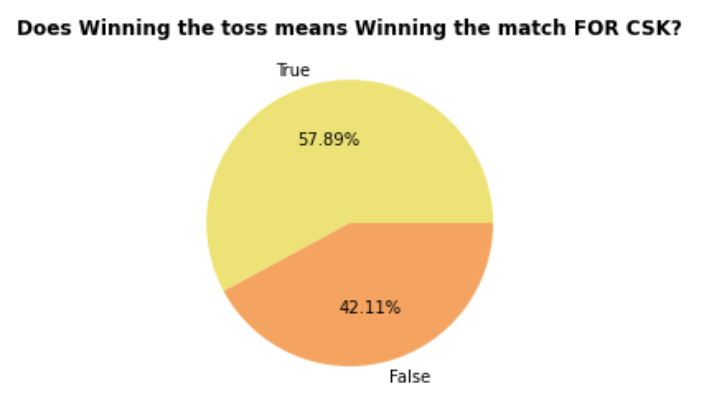 Does Winning the toss means Winning the match FOR CSK?
True
57.89%
42.11%
False